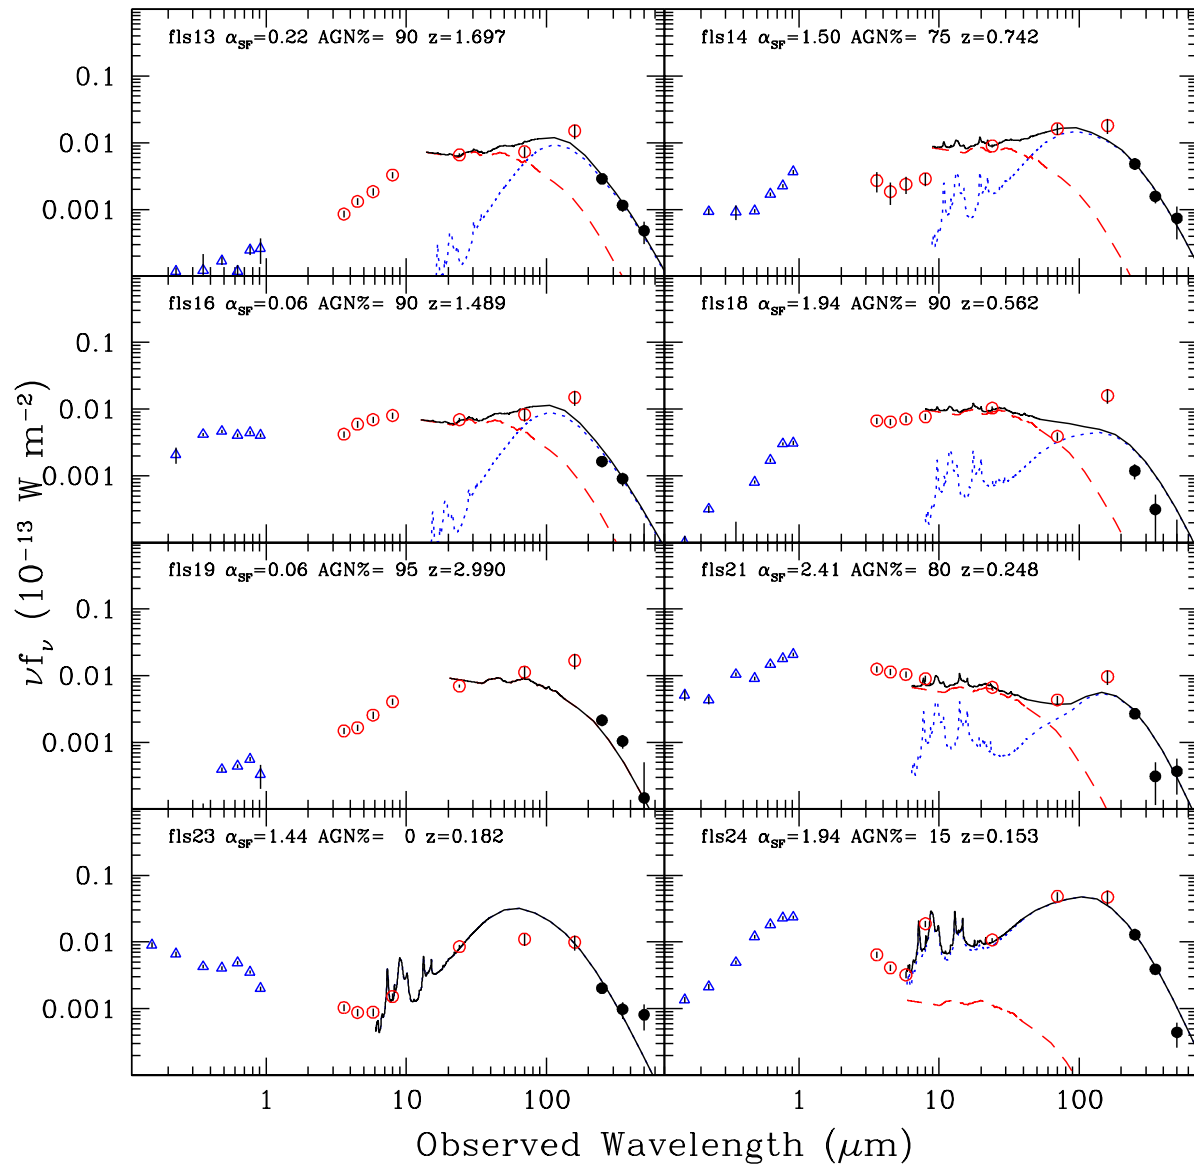 fls13 α_SF=0.22 AGN%= 90 z=1.697
fls14 α_SF=1.50 AGN%= 75 z=0.742
0.1
0.01
0.001
fls16 α_SF=0.06 AGN%= 90 z=1.489
fls18 α_SF=1.94 AGN%= 90 z=0.562
0.1
0.01
0.001
νf_ν (10⁻¹³ W m⁻²)
fls19 α_SF=0.06 AGN%= 95 z=2.990
fls21 α_SF=2.41 AGN%= 80 z=0.248
0.1
0.01
0.001
fls23 α_SF=1.44 AGN%= 0 z=0.182
fls24 α_SF=1.94 AGN%= 15 z=0.153
0.1
0.01
0.001
1 10 100 1 10 100
Observed Wavelength (μm)